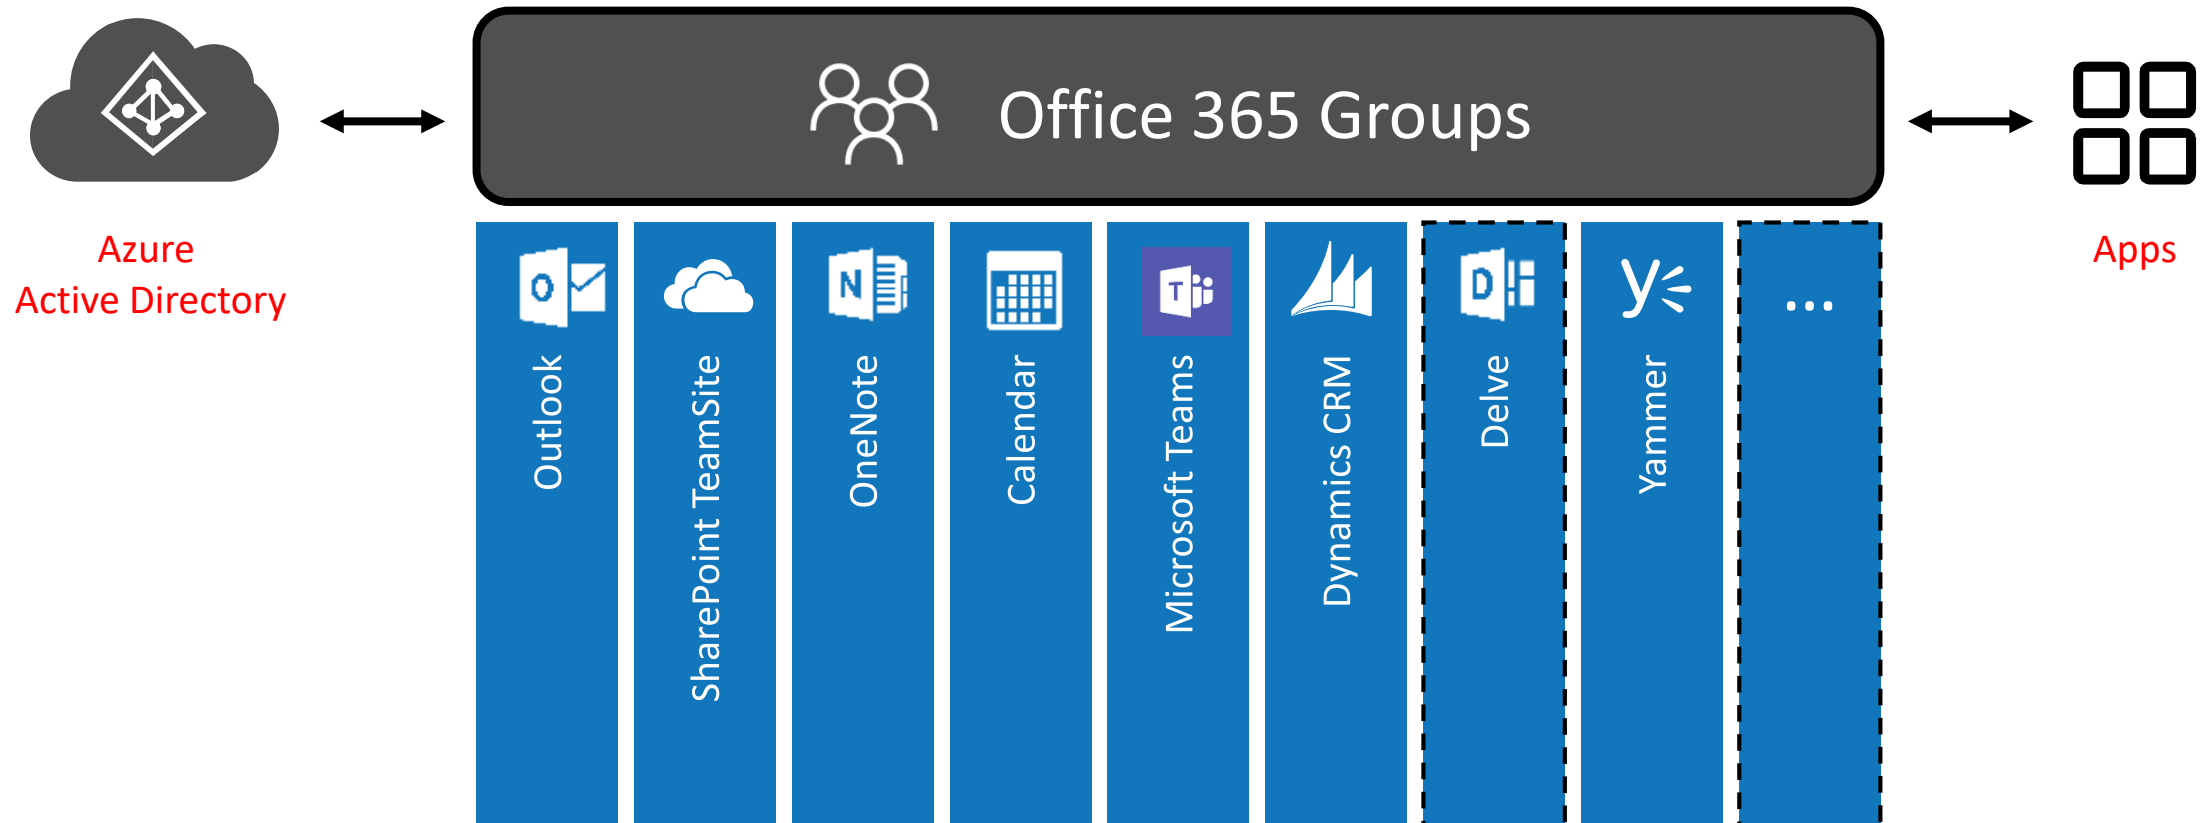 Office 365 Groups
Azure
Active Directory
Apps
Outlook
SharePoint TeamSite
OneNote
Calendar
Microsoft Teams
Dynamics CRM
Delve
Yammer
...
O
N
T
D
y